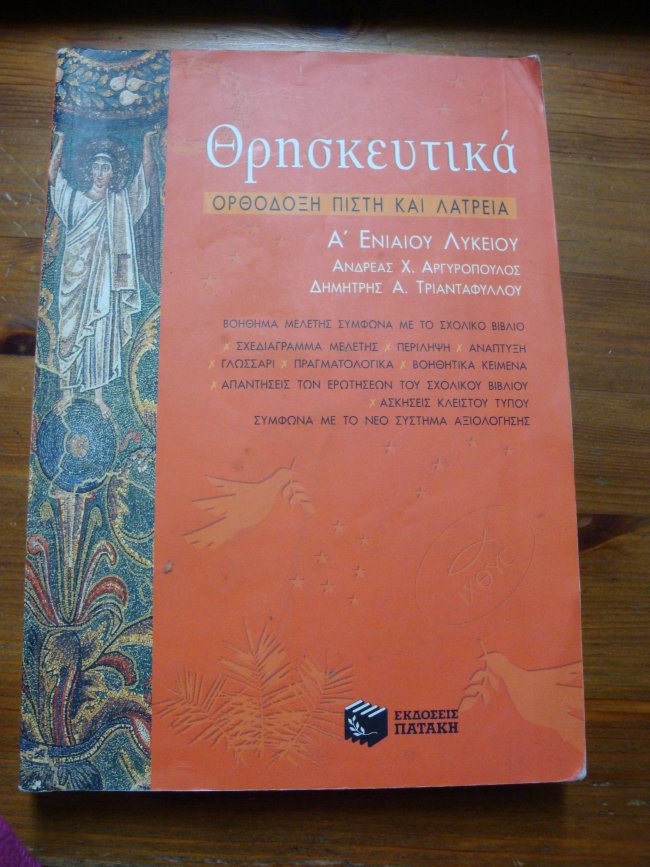 Θρησκευτικά
ΟΡΘΟΔΟΞΗ ΠΙΣΤΗ ΚΑΙ ΛΑΤΡΕΙΑ
Α΄ ΕΝΙΑΙΟΥ ΛΥΚΕΙΟΥ
ΑΝΔΡΕΑΣ Χ. ΑΡΓΥΡΟΠΟΥΛΟΣ
ΔΗΜΗΤΡΗΣ Α. ΤΡΙΑΝΤΑΦΥΛΛΟΥ
ΒΟΗΘΗΜΑ ΜΕΛΕΤΗΣ ΣΥΜΦΩΝΑ ΜΕ ΤΟ ΣΧΟΛΙΚΟ ΒΙΒΛΙΟ
✗ ΣΧΕΔΙΑΓΡΑΜΜΑ ΜΕΛΕΤΗΣ ✗ ΠΕΡΙΛΗΨΗ ✗ ΑΝΑΠΤΥΞΗ
✗ ΓΛΩΣΣΑΡΙ ✗ ΠΡΑΓΜΑΤΟΛΟΓΙΚΑ ✗ ΒΟΗΘΗΤΙΚΑ ΚΕΙΜΕΝΑ
✗ ΑΠΑΝΤΗΣΕΙΣ ΤΩΝ ΕΡΩΤΗΣΕΩΝ ΤΟΥ ΣΧΟΛΙΚΟΥ ΒΙΒΛΙΟΥ
✗ ΑΣΚΗΣΕΙΣ ΚΛΕΙΣΤΟΥ ΤΥΠΟΥ
ΣΥΜΦΩΝΑ ΜΕ ΤΟ ΝΕΟ ΣΥΣΤΗΜΑ ΑΞΙΟΛΟΓΗΣΗΣ
ΙΧΘΥΣ
ΕΚΔΟΣΕΙΣ
ΠΑΤΑΚΗ